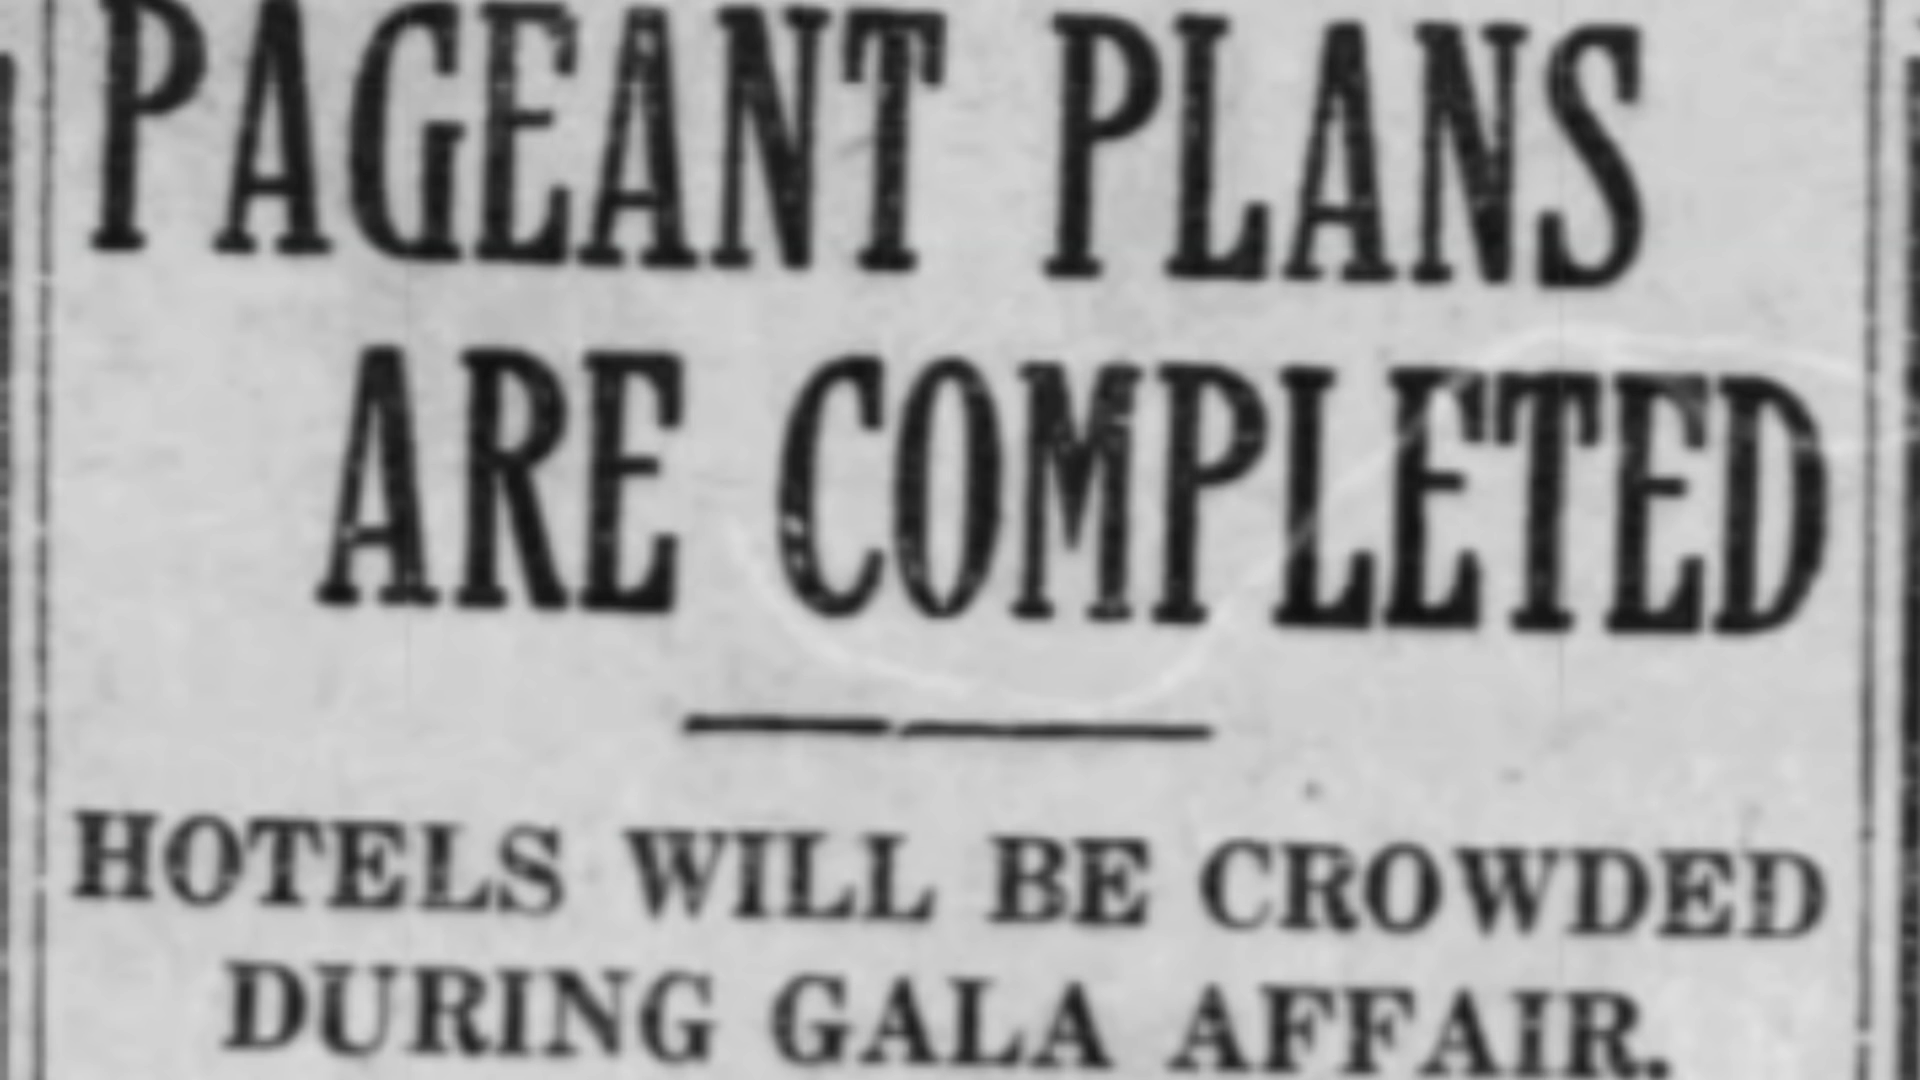 PAGEANT PLANS
ARE COMPLETED
HOTELS WILL BE CROWDED
DURING GALA AFFAIR.